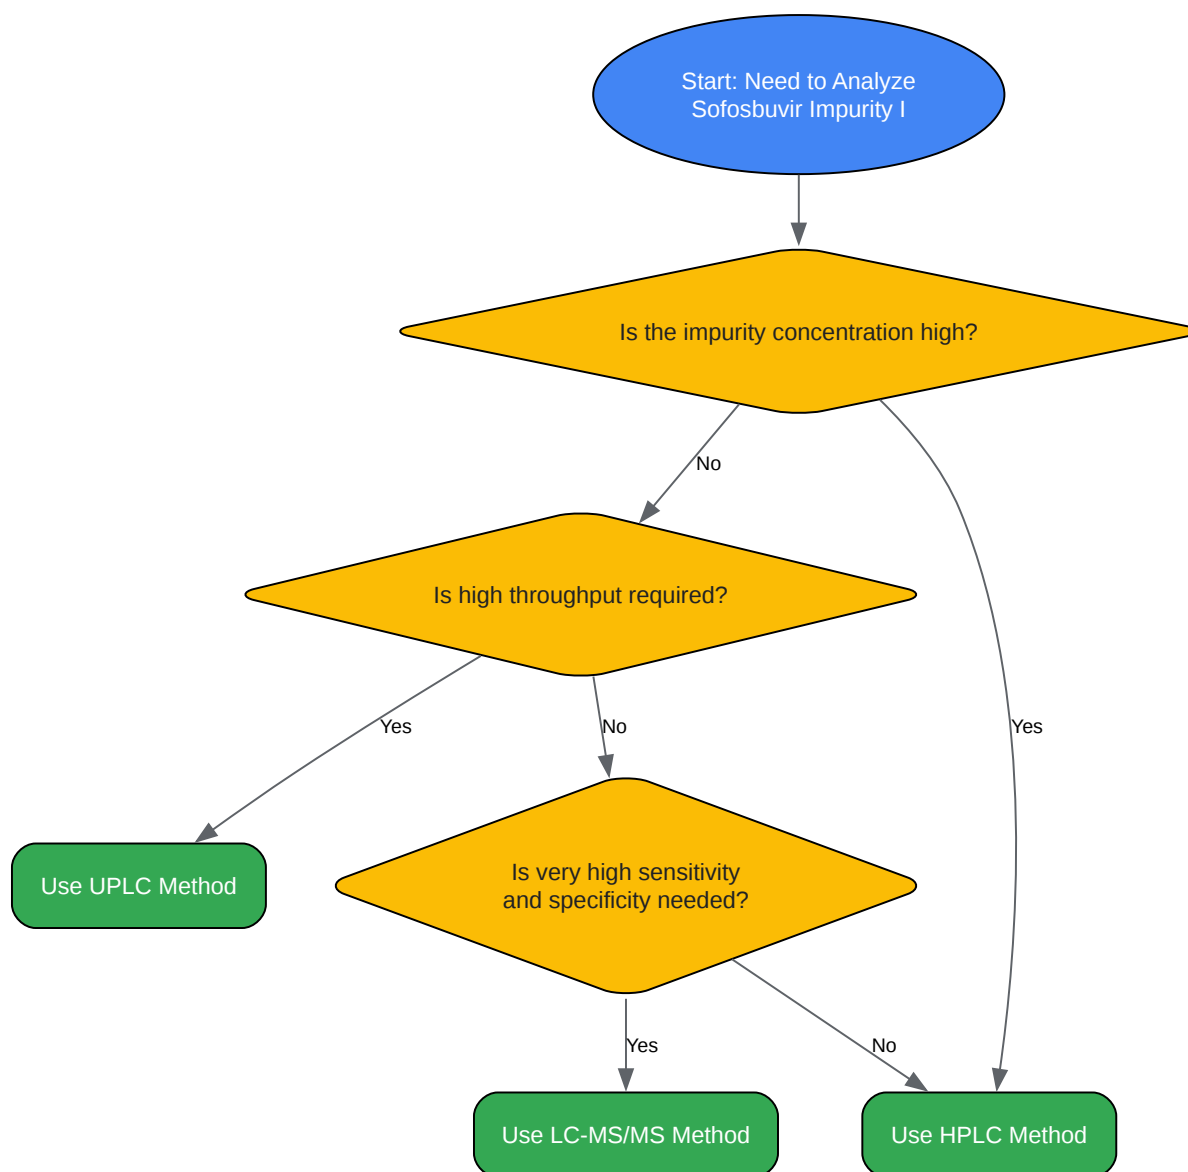 Start: Need to Analyze
Sofosbuvir Impurity I
Is the impurity concentration high?
No
Is high throughput required?
Yes
No
Yes
Is very high sensitivity
and specificity needed?
Use UPLC Method
Yes
No
Use LC-MS/MS Method
Use HPLC Method